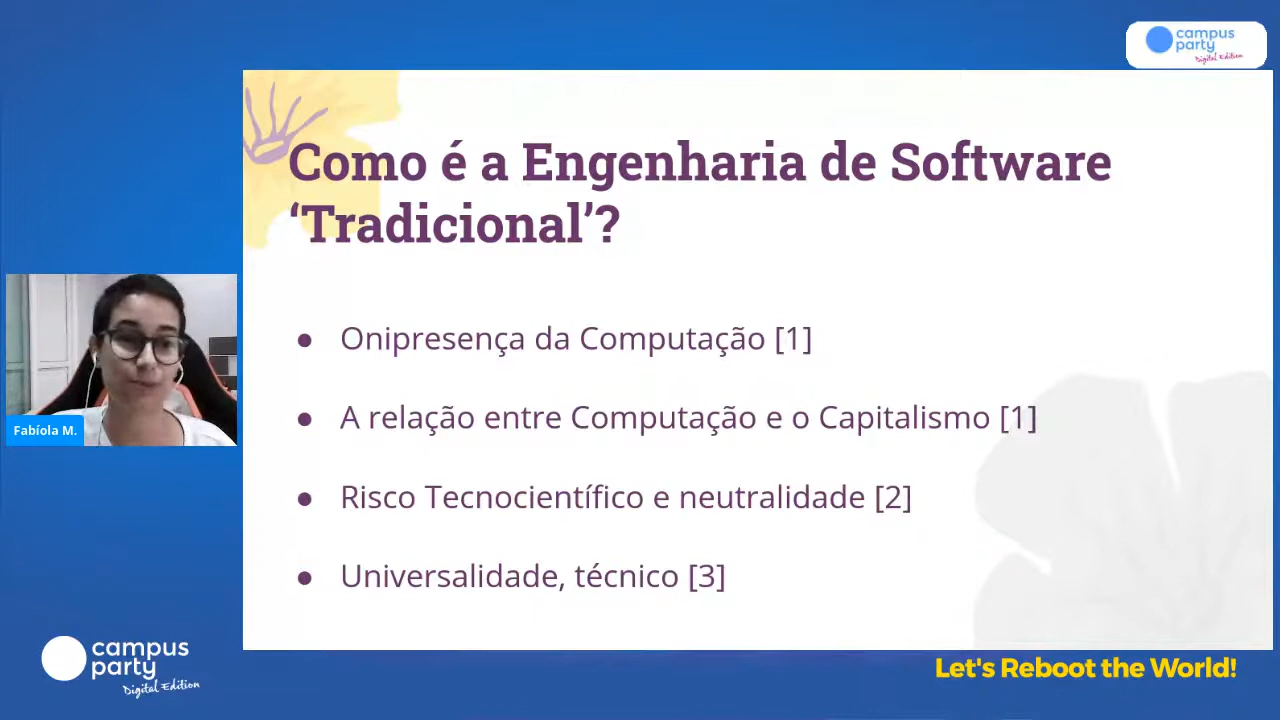 campus
party
Digital Edition
Como é a Engenharia de Software
‘Tradicional’?
● Onipresença da Computação [1]
● A relação entre Computação e o Capitalismo [1]
● Risco Tecnocientífico e neutralidade [2]
● Universalidade, técnico [3]
Fabíola M.
campus
party
Digital Edition
Let's Reboot the World!